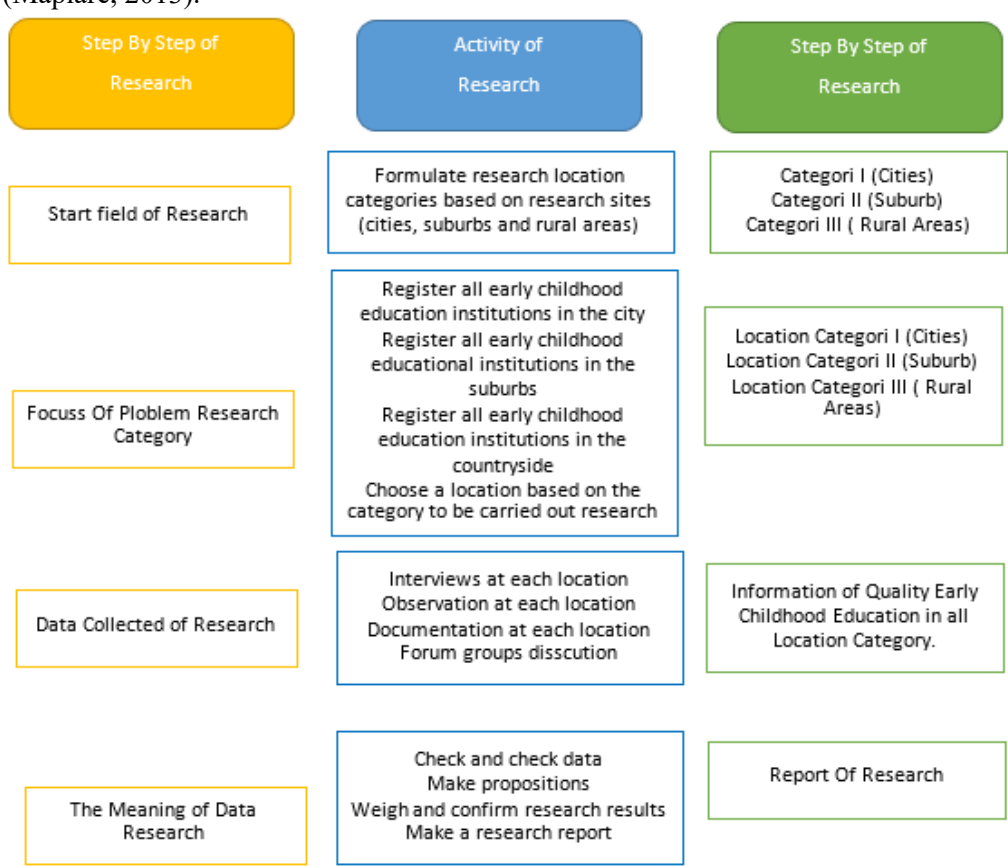 (Mapiare, 2013).
Step By Step of
Research
Activity of
Research
Step By Step of
Research
Start field of Research
Formulate research location
categories based on research sites
(cities, suburbs and rural areas)
Categori I (Cities)
Categori II (Suburb)
Categori III ( Rural Areas)
Focuss Of Ploblem Research
Category
Register all early childhood
education institutions in the city
Register all early childhood
educational institutions in the
suburbs
Register all early childhood
education institutions in the
countryside
Choose a location based on the
category to be carried out research
Location Categori I (Cities)
Location Categori II (Suburb)
Location Categori III ( Rural
Areas)
Data Collected of Research
Interviews at each location
Observation at each location
Documentation at each location
Forum groups disscution
Information of Quality Early
Childhood Education in all
Location Category.
The Meaning of Data
Research
Check and check data
Make propositions
Weigh and confirm research results
Make a research report
Report Of Research